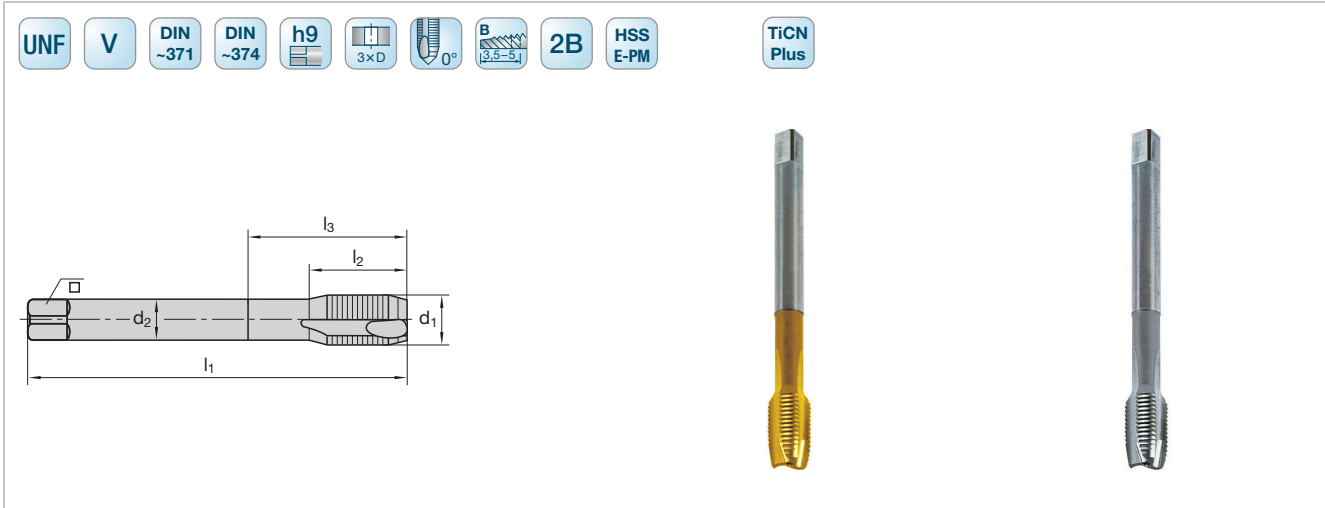 UNF
V
DIN
~371
DIN
~374
h9
3×D
0°
B
3,5–5
2B
HSS
E-PM
TiCN
Plus
l3
l2
d2
d1
l1